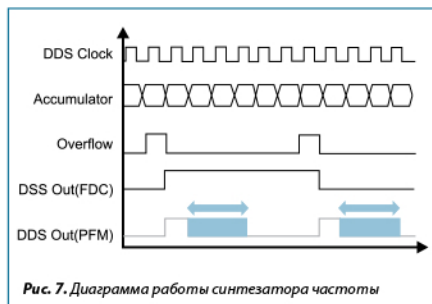 DDS Clock
Accumulator
Overflow
DSS Out(FDC)
DDS Out(PFM)
Рис. 7. Диаграмма работы синтезатора частоты